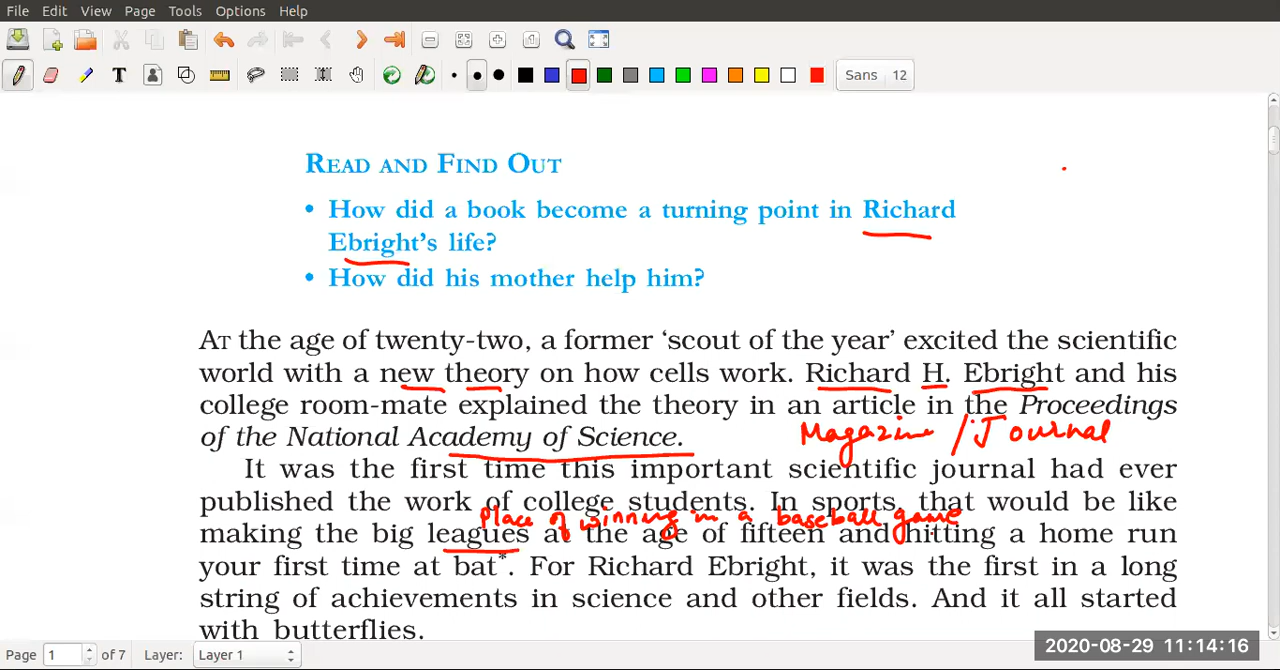 File Edit View Page Tools Options Help
T Sans 12
READ AND FIND OUT
• How did a book become a turning point in Richard
Ebright's life?
• How did his mother help him?
AT the age of twenty-two, a former ‘scout of the year’ excited the scientific
world with a new theory on how cells work. Richard H. Ebright and his
college room-mate explained the theory in an article in the Proceedings
of the National Academy of Science.
Magazine / Journal
It was the first time this important scientific journal had ever
published the work of college students. In sports, that would be like
Place of winning in a baseball game
making the big leagues at the age of fifteen and hitting a home run
your first time at bat*. For Richard Ebright, it was the first in a long
string of achievements in science and other fields. And it all started
with butterflies.
2020-08-29 11:14:16
Page 1 of 7 Layer: Layer 1